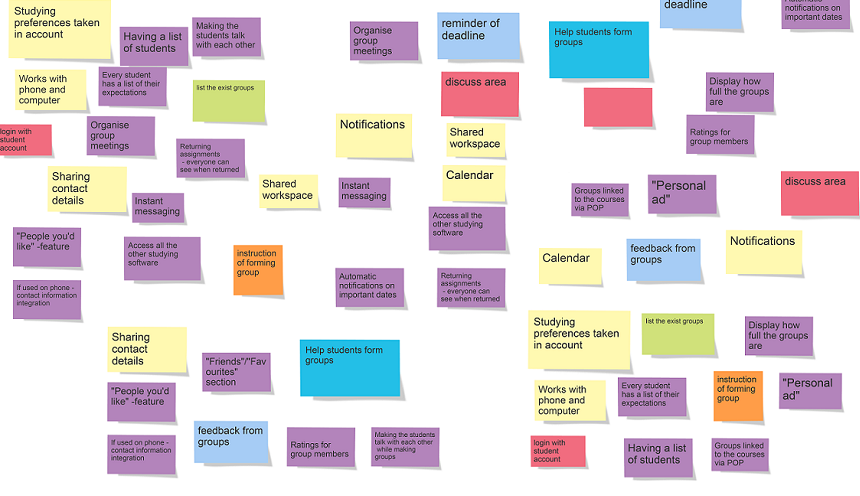 Studying
preferences taken
in account
Having a list
of students
Making the
students talk
with each other
Works with
phone and
computer
Every student
has a list of their
expectations
list the exist groups
login with
student
account
Organise
group
meetings
Returning
assignments
- everyone can
see when returned
Sharing
contact
details
Instant
messaging
Shared
workspace
"People you'd
like" -feature
Access all the
other studying
software
instruction
of forming
group
If used on phone -
contact information
integration
Organise
group
meetings
reminder of
deadline
discuss area
Notifications
Shared
workspace
Calendar
Instant
messaging
Access all the
other studying
software
Automatic
notifications on
important dates
Returning
assignments
- everyone can
see when returned
Help students form
groups
deadline
notifications on
important dates
Display how
full the groups
are
Ratings for
group members
Groups linked
to the courses
via POP
"Personal
ad"
discuss area
Calendar
feedback from
groups
Notifications
Sharing
contact
details
"Friends"/"Fav
ourites"
section
Help students form
groups
"People you'd
like" -feature
If used on phone -
contact information
integration
feedback from
groups
Ratings for
group members
Making the students
talk with each other
while making
groups
Studying
preferences taken
in account
list the exist groups
Display how
full the groups
are
Works with
phone and
computer
Every student
has a list of their
expectations
instruction
of forming
group
"Personal
ad"
login with
student
account
Having a list
of students
Groups linked
to the courses
via POP